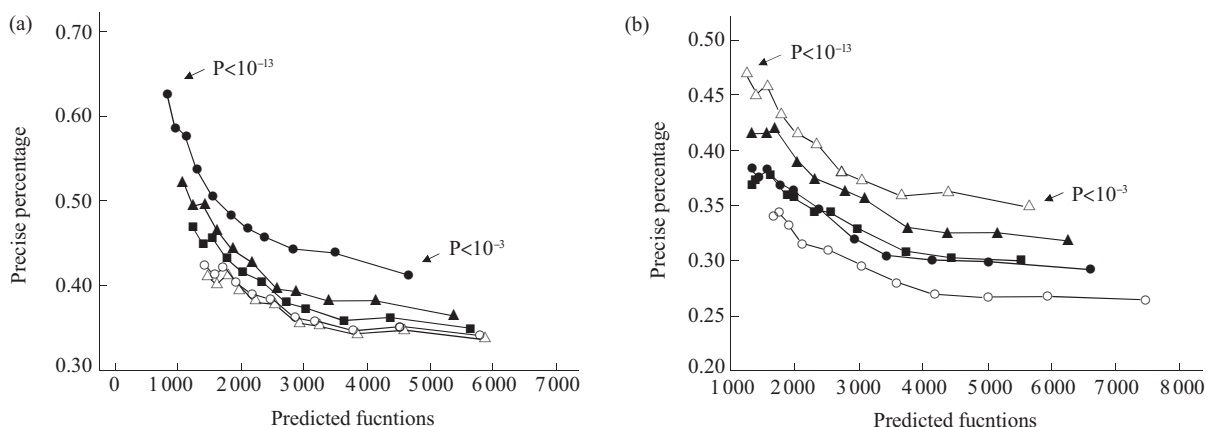 (a)
0.70
0.60
0.50
0.40
0.30
Precise percentage
P<10⁻¹³
P<10⁻³
0 1 000 2 000 3 000 4 000 5 000 6 000 7 000
Predicted fucntions
(b)
0.50
0.45
0.40
0.35
0.30
0.25
0.20
Precise percentage
P<10⁻¹³
P<10⁻³
1 000 2 000 3 000 4 000 5 000 6 000 7 000 8 000
Predicted fucntions